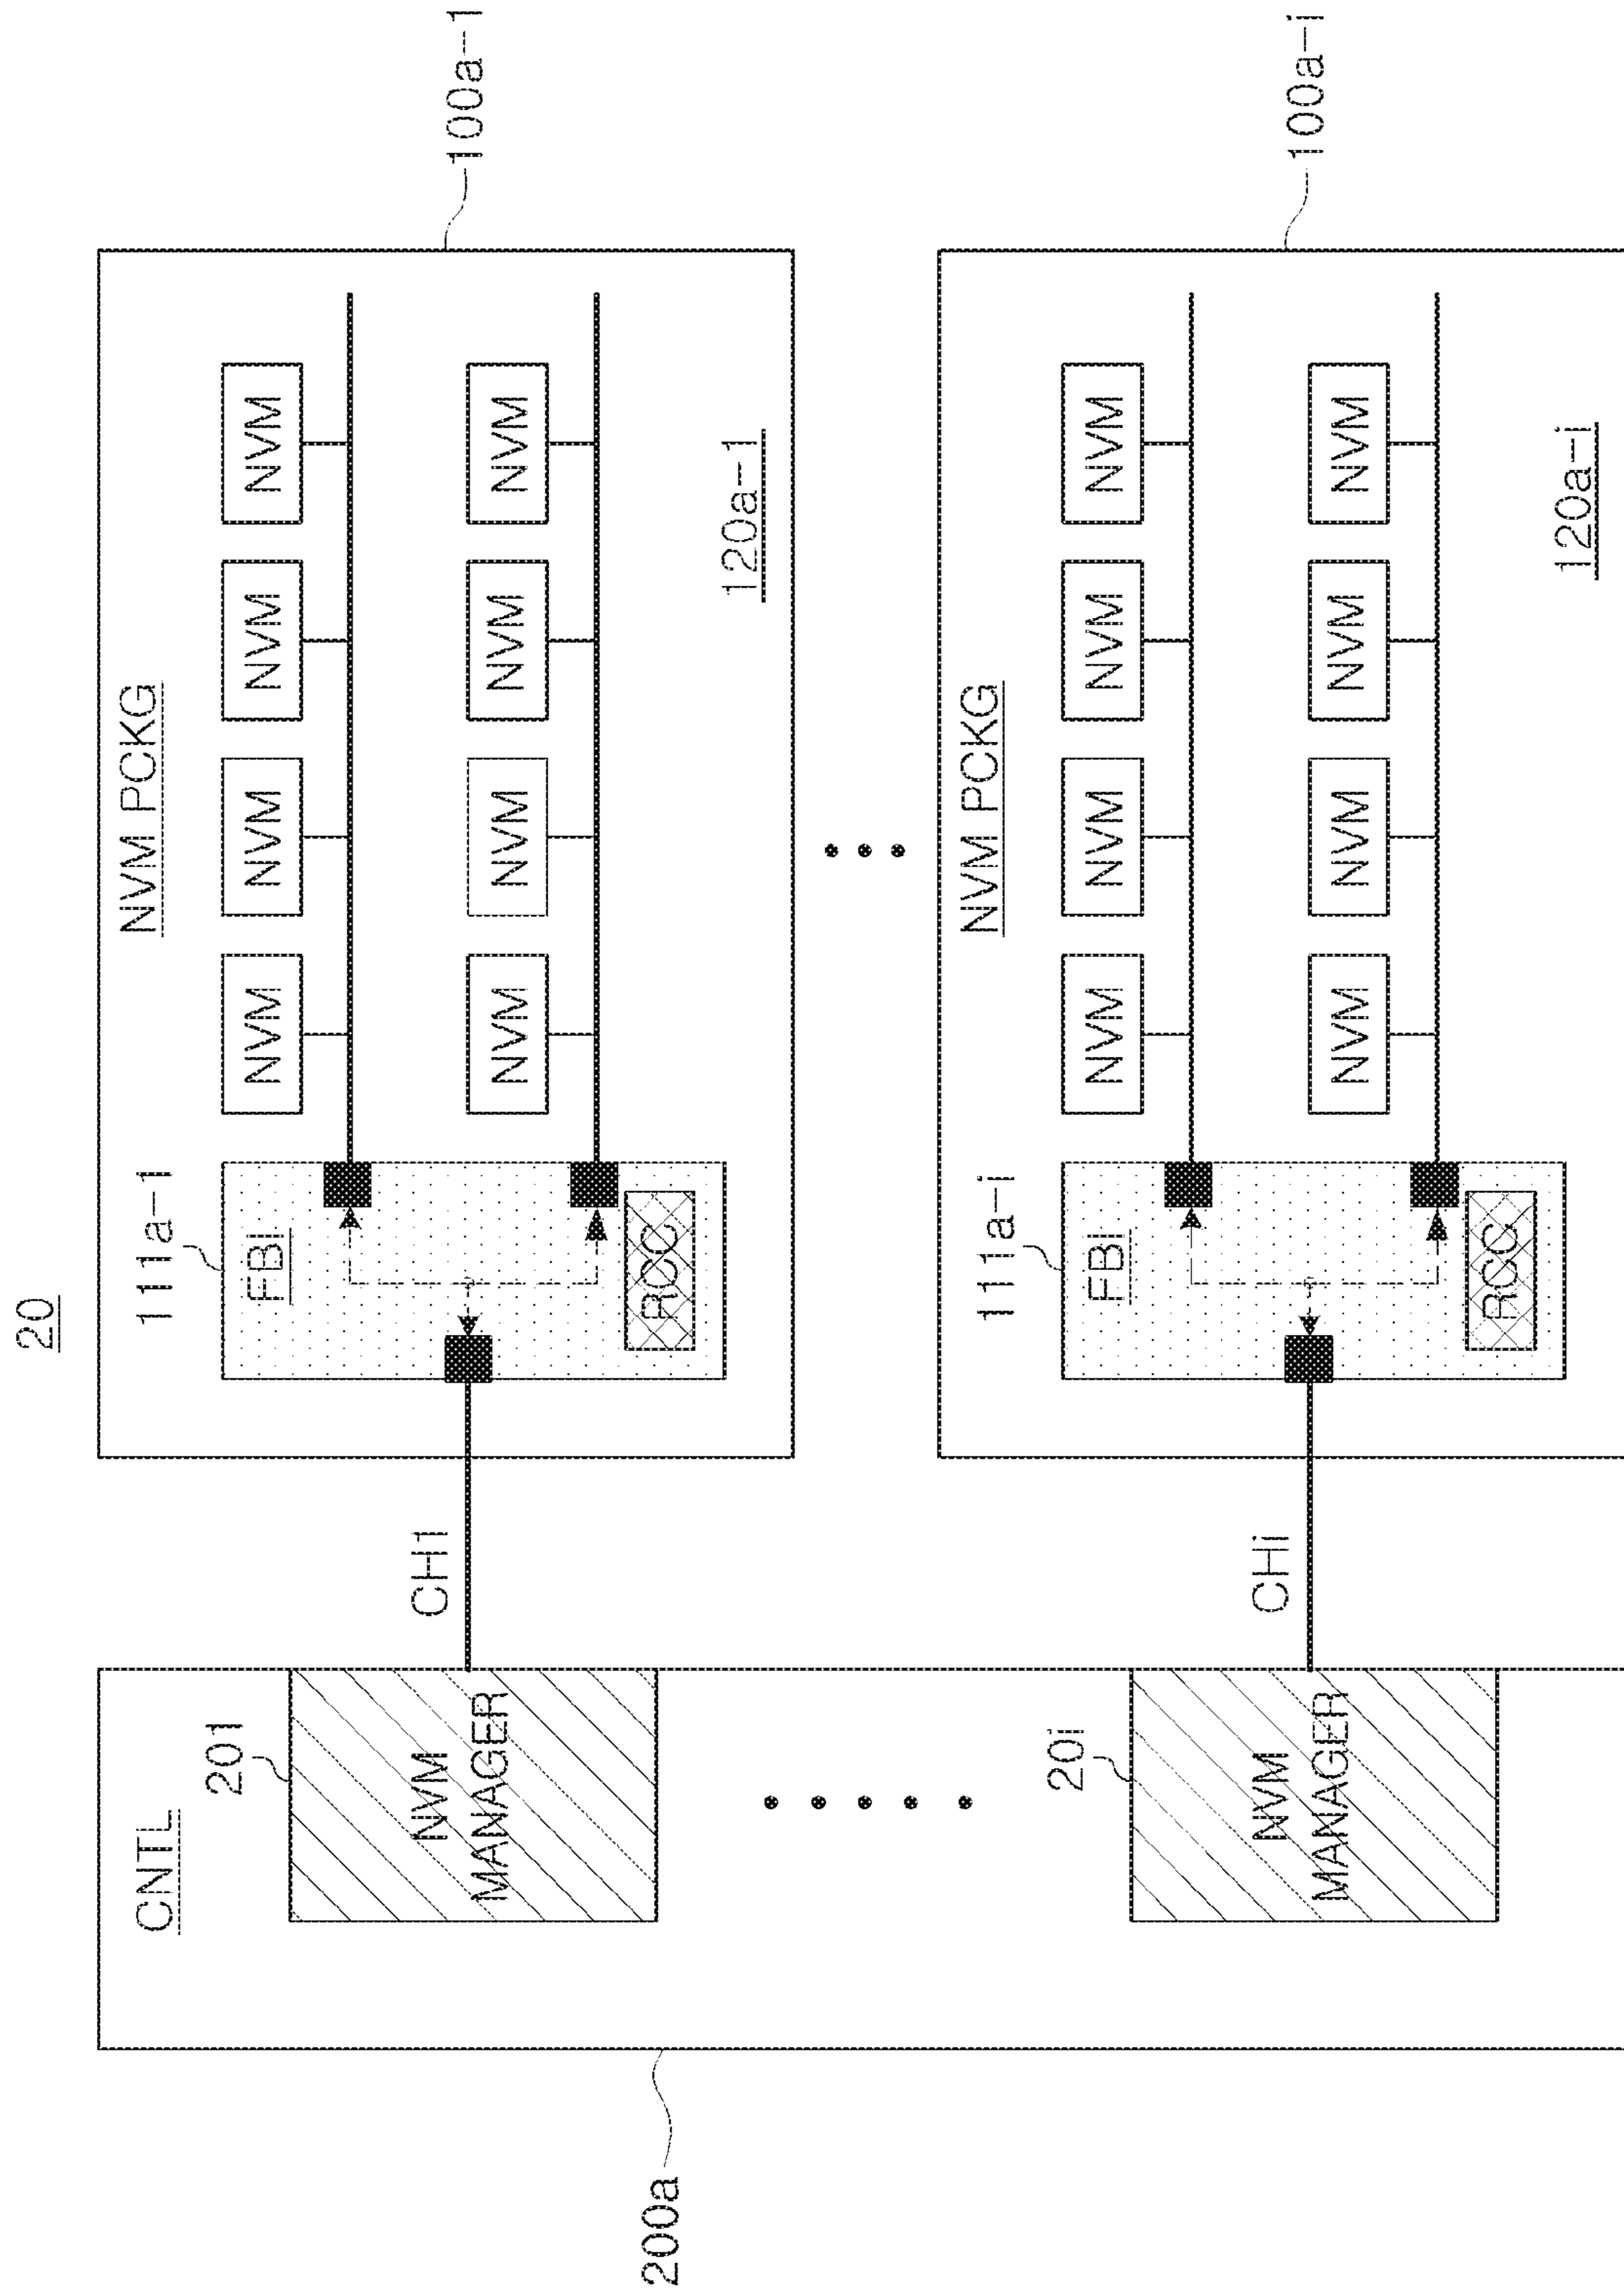 20
CNTL
200a
201
NVM
MANAGER
20i
NVM
MANAGER
CH1
CHi
NVM PCKG
100a-1
111a-1
FBI
RCC
NVM
NVM
NVM
NVM
NVM
NVM
NVM
NVM
120a-1
NVM PCKG
100a-i
111a-i
FBI
RCC
NVM
NVM
NVM
NVM
NVM
NVM
NVM
NVM
120a-i